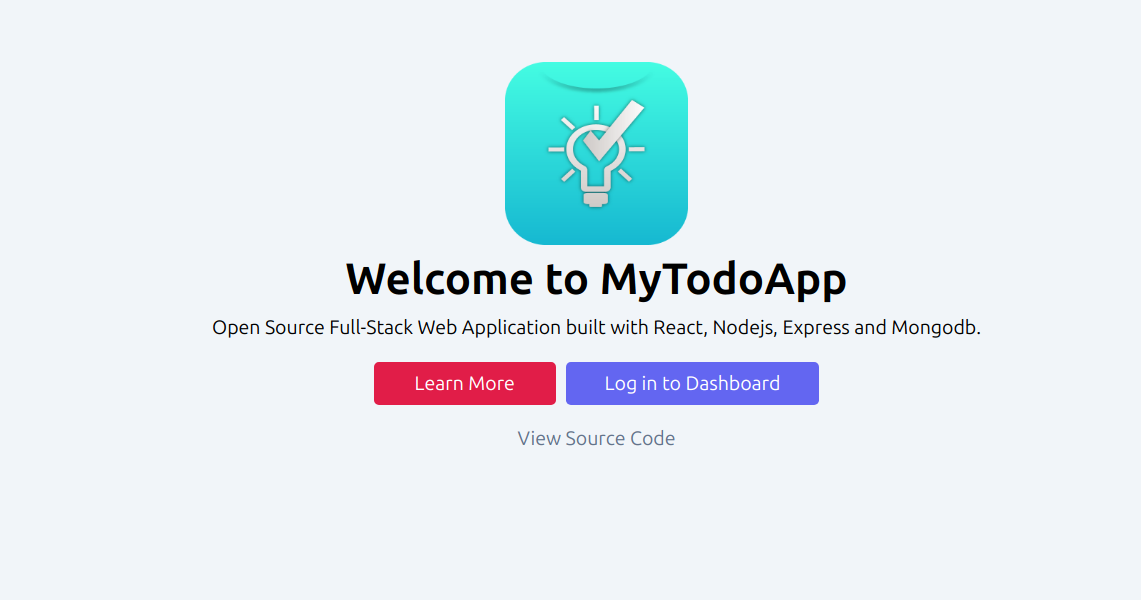 Welcome to MyTodoApp
Open Source Full-Stack Web Application built with React, Nodejs, Express and Mongodb.
Learn More
Log in to Dashboard
View Source Code